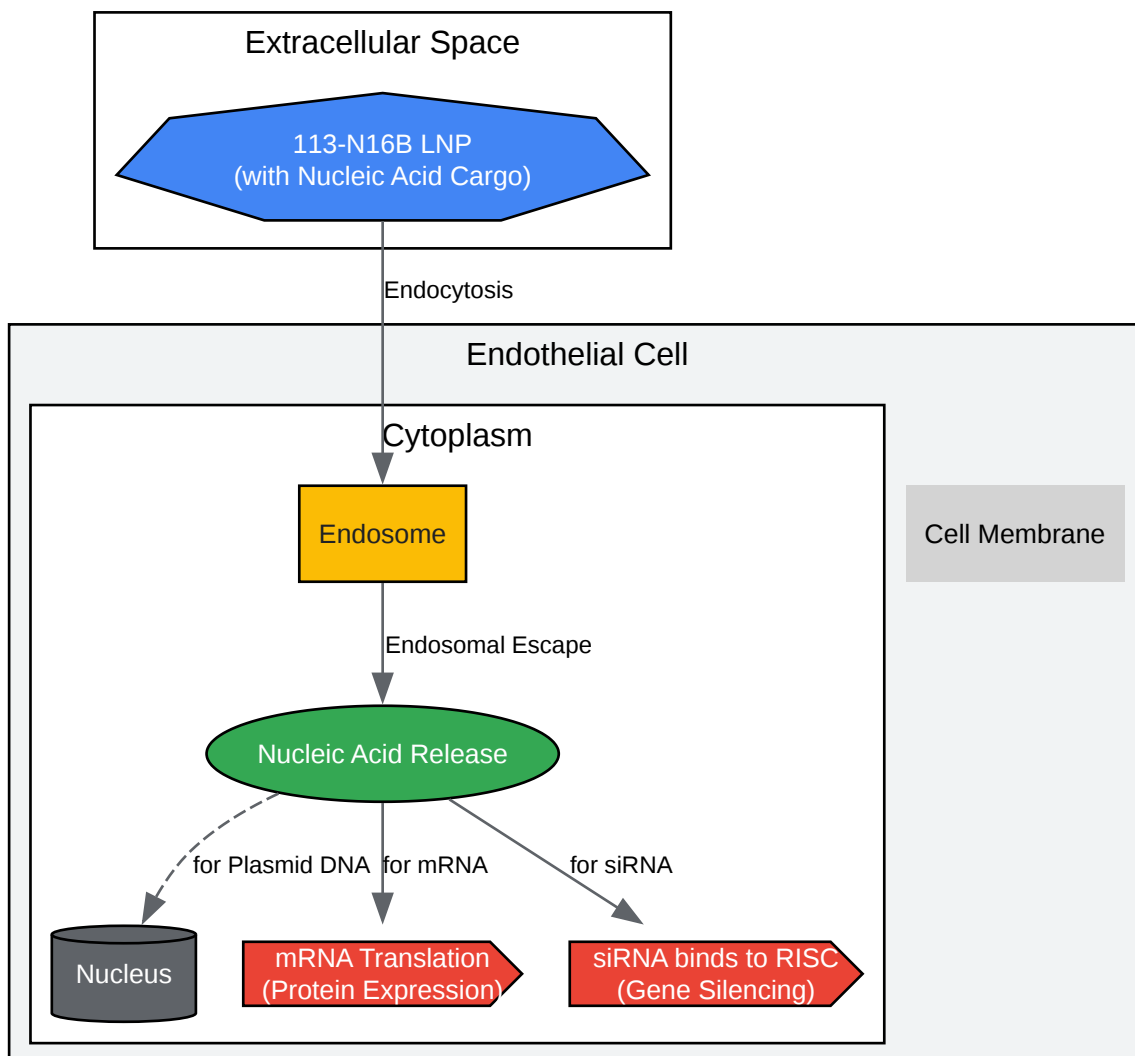 Extracellular Space
113-N16B LNP
(with Nucleic Acid Cargo)
Endocytosis
Endothelial Cell
Cytoplasm
Endosome
Cell Membrane
Endosomal Escape
Nucleic Acid Release
for Plasmid DNA
for mRNA
for siRNA
Nucleus
mRNA Translation
(Protein Expression)
siRNA binds to RISC
(Gene Silencing)